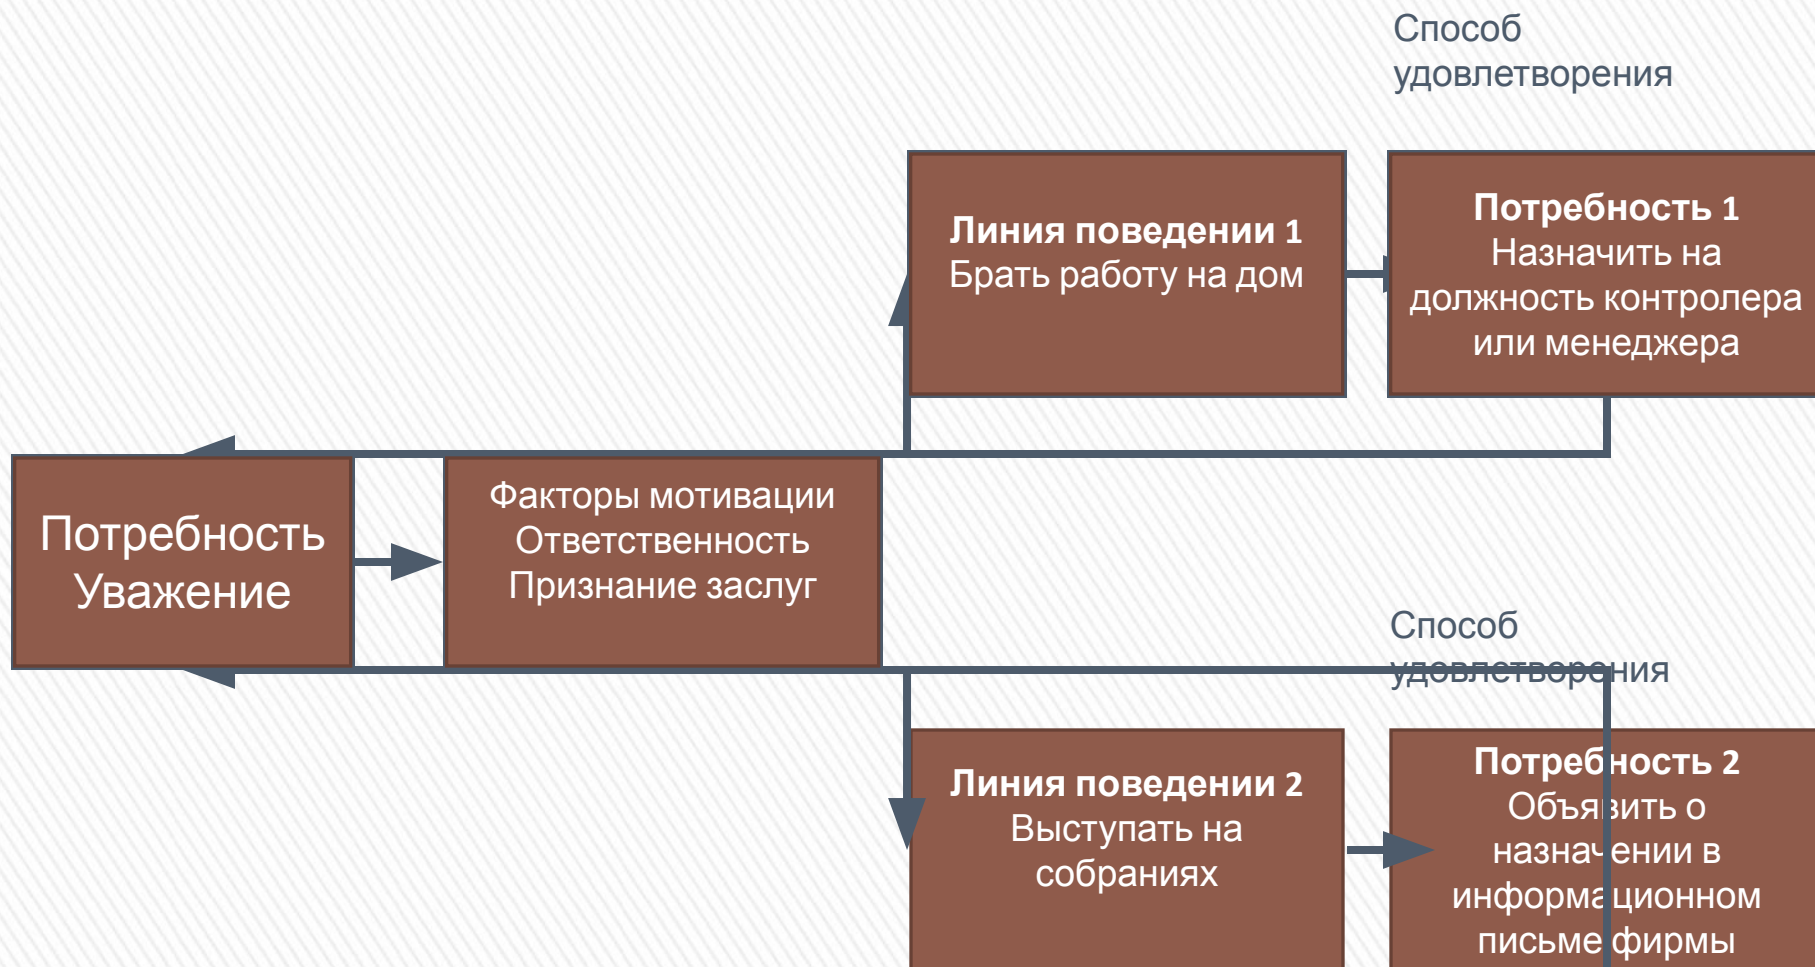 Способ
удовлетворения
Линия поведении 1
Брать работу на дом
Потребность 1
Назначить на
должность контролера
или менеджера
Потребность
Уважение
Факторы мотивации
Ответственность
Признание заслуг
Способ
удовлетворения
Линия поведении 2
Выступать на
собраниях
Потребность 2
Объявить о
назначении в
информационном
письме фирмы